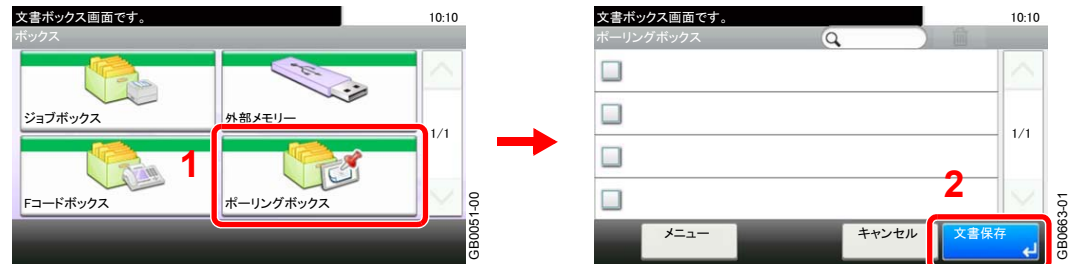 文書ボックス画面です。
10:10
ボックス
ジョブボックス
外部メモリー
1/1
1
Fコードボックス
ポーリングボックス
GB0051-00
文書ボックス画面です。
10:10
ポーリングボックス
1/1
2
メニュー
キャンセル
文書保存
GB0663-01